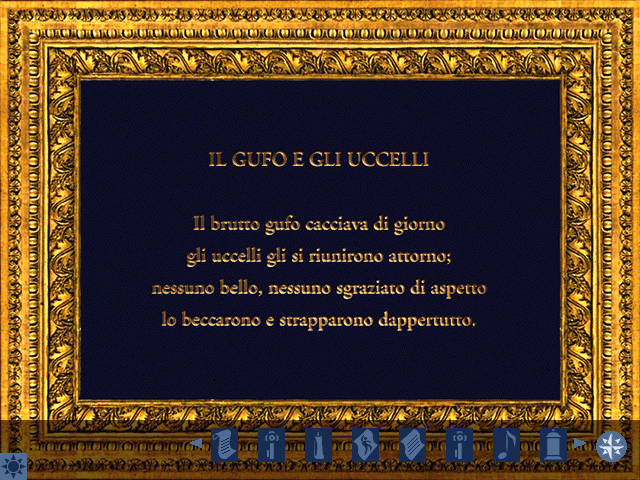 IL GUFO E GLI UCCELLI
Il brutto gufo cacciava di giorno
gli uccelli gli si riunirono attorno;
nessuno bello, nessuno sgraziato di aspetto
lo beccarono e strapparono dappertutto.